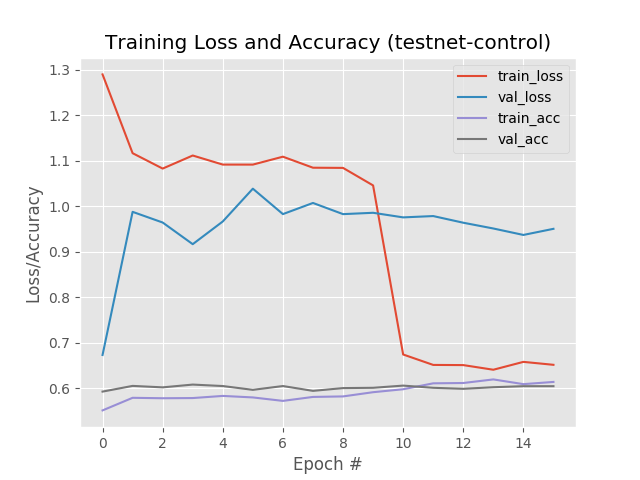 Training Loss and Accuracy (testnet-control)
train_loss
val_loss
train_acc
val_acc
1.3
1.2
1.1
1.0
0.9
0.8
0.7
0.6
Loss/Accuracy
0 2 4 6 8 10 12 14
Epoch #